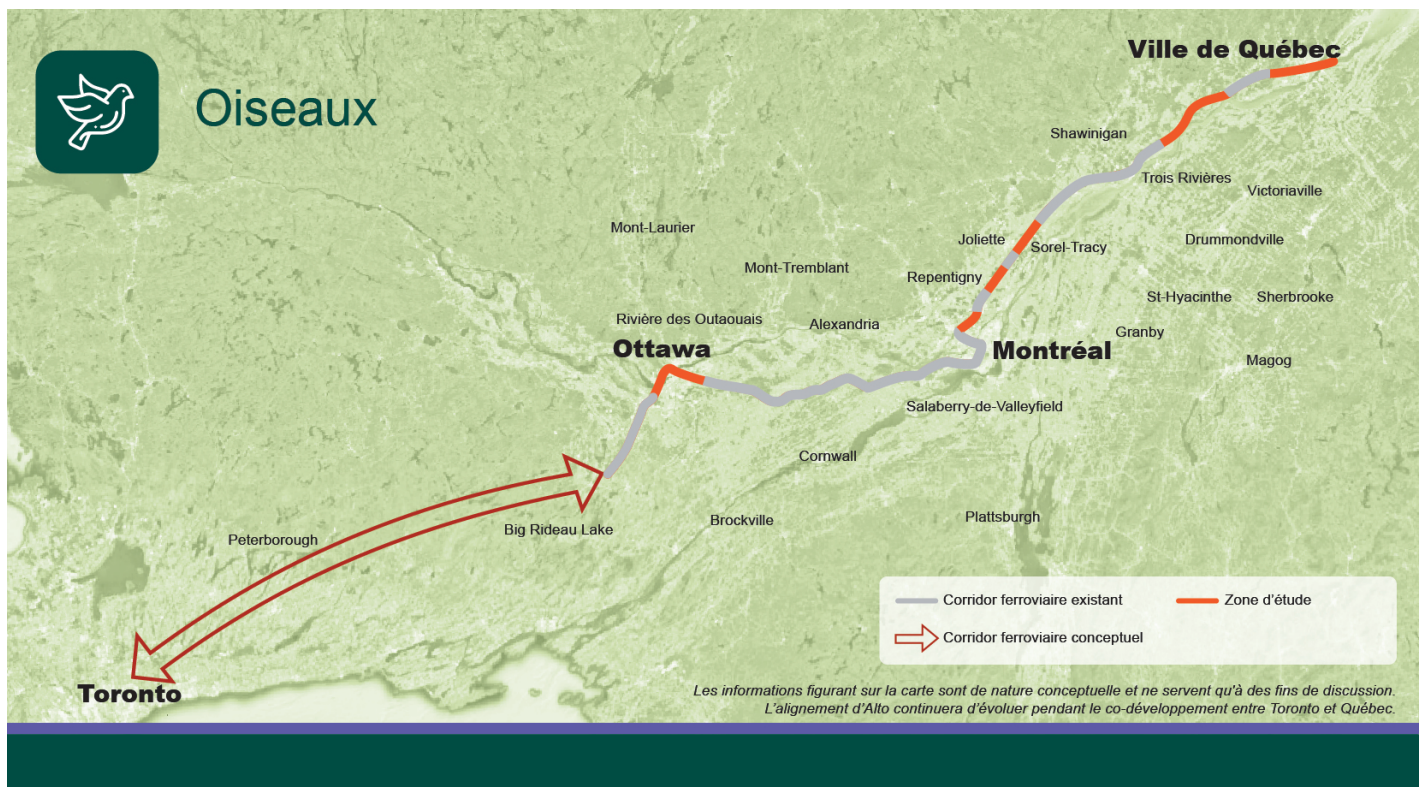 Oiseaux
Ville de Québec
Shawinigan
Trois Rivières
Victoriaville
Mont-Laurier
Joliette
Sorel-Tracy
Drummondville
Mont-Tremblant
Repentigny
St-Hyacinthe
Sherbrooke
Rivière des Outaouais
Alexandria
Granby
Ottawa
Montréal
Magog
Salaberry-de-Valleyfield
Cornwall
Big Rideau Lake
Brockville
Plattsburgh
Peterborough
Toronto
Corridor ferroviaire existant
Zone d'étude
Corridor ferroviaire conceptuel
Les informations figurant sur la carte sont de nature conceptuelle et ne servent qu'à des fins de discussion.
L'alignement d'Alto continuera d'évoluer pendant le co-développement entre Toronto et Québec.